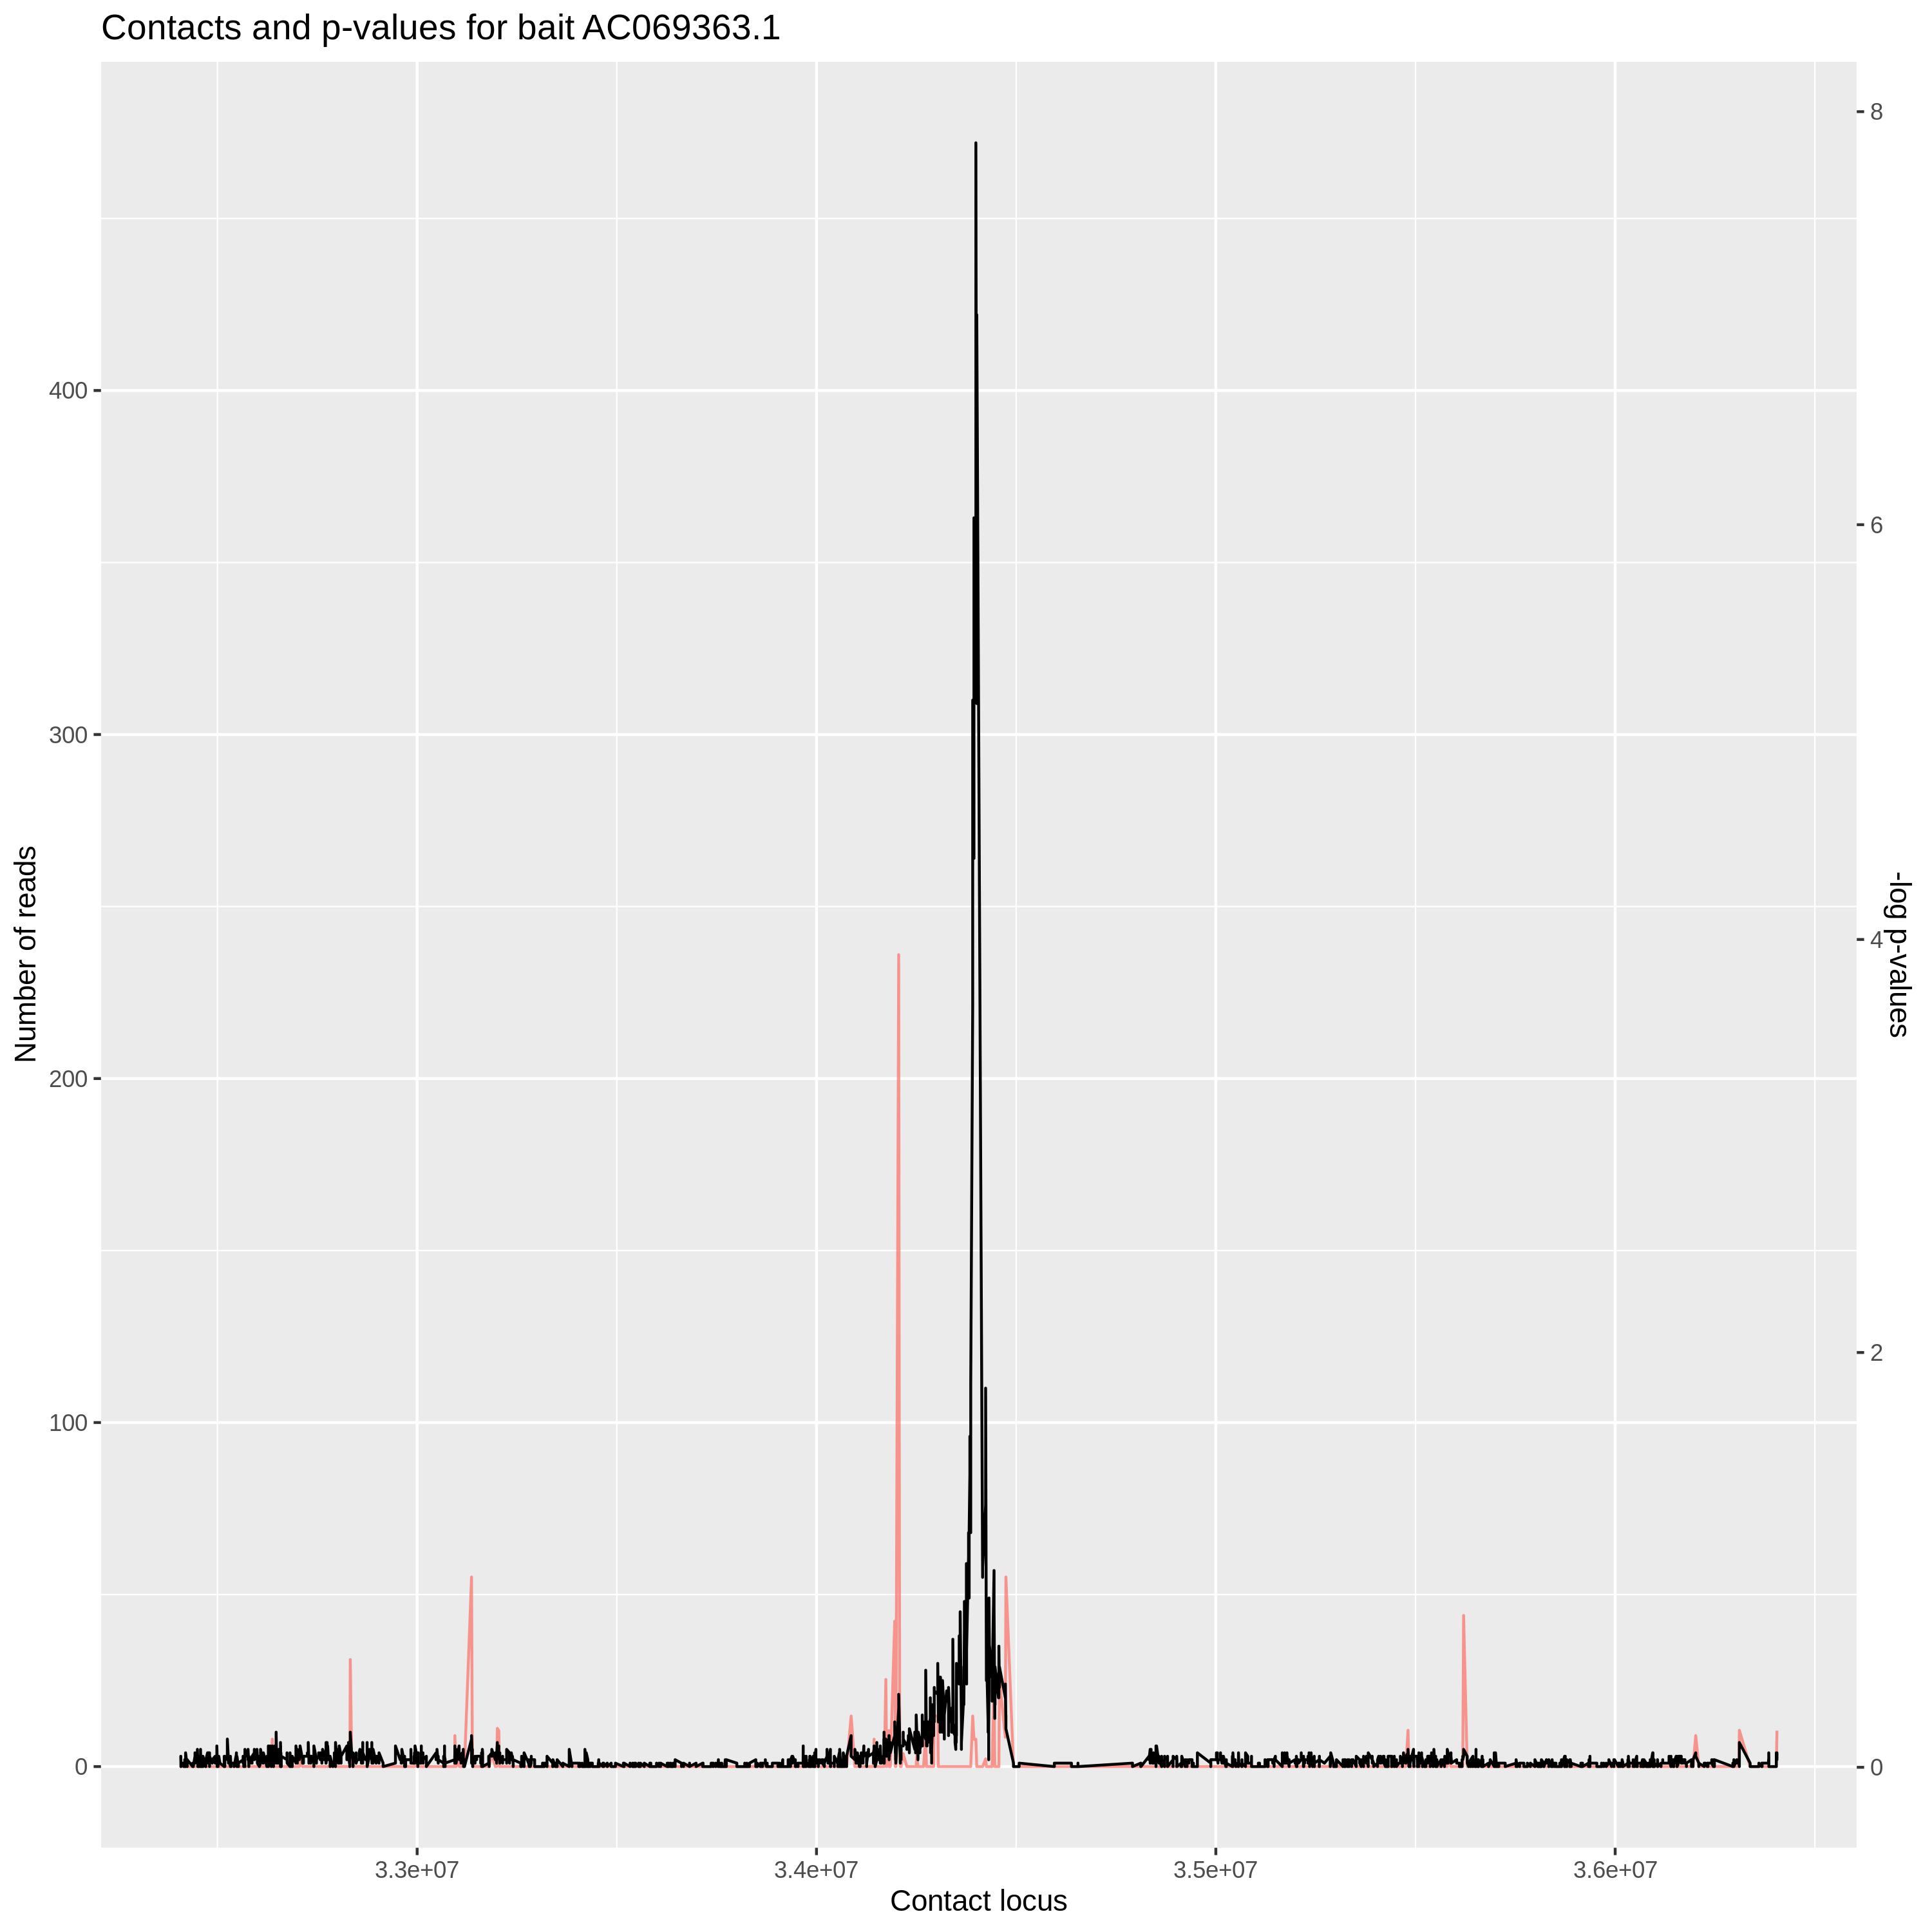 Contacts and p-values for bait AC069363.1
8
400
6
300
Number of reads
-log p-values
4
200
2
100
0
0
3.3e+07
3.4e+07
3.5e+07
3.6e+07
Contact locus